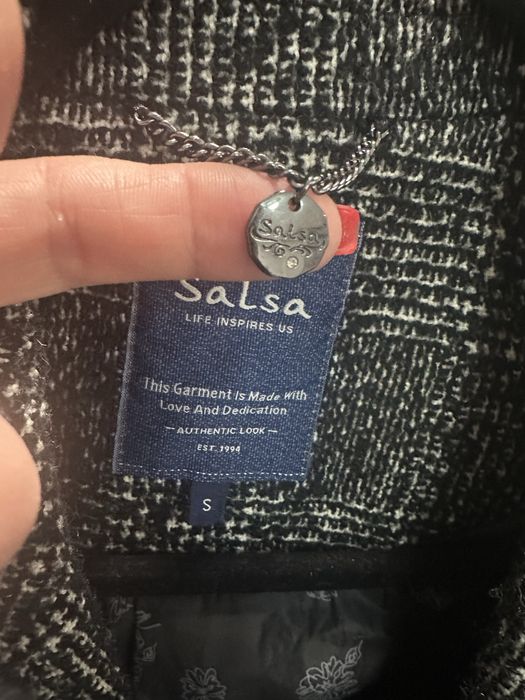 Salsa
Salsa
LIFE INSPIRES US
This Garment Is Made With
Love And Dedication
— AUTHENTIC LOOK —
EST. 1994
S